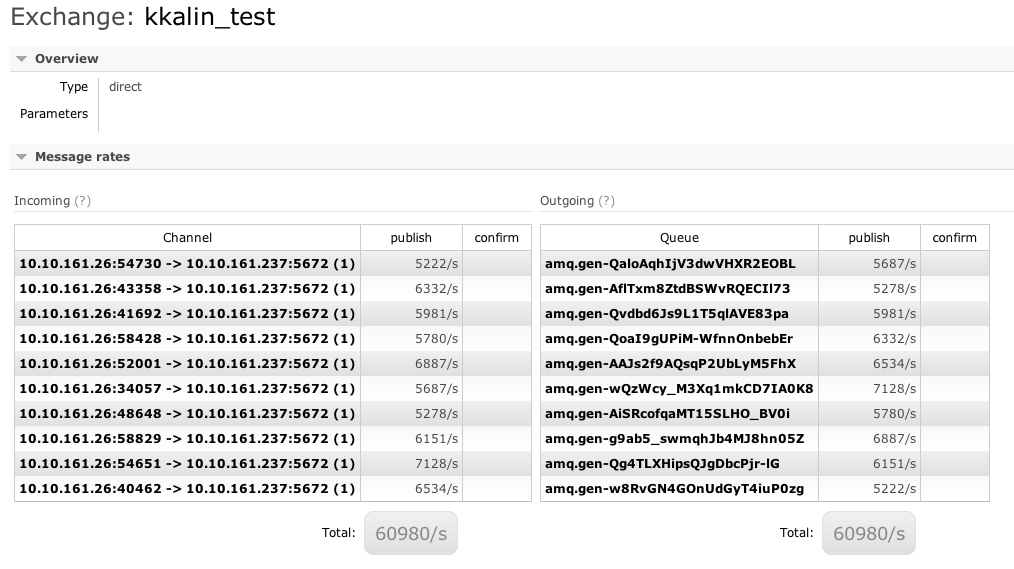 Exchange: kkalin_test
Overview
Type direct
Parameters
Message rates
Incoming (?) Outgoing (?)
Channel publish confirm Queue publish confirm
10.10.161.26:54730 -> 10.10.161.237:5672 (1) 5222/s amq.gen-QaloAqhIjV3dwVHXR2EOBL 5687/s
10.10.161.26:43358 -> 10.10.161.237:5672 (1) 6332/s amq.gen-AflTxm8ZtdBSWvRQECIl73 5278/s
10.10.161.26:41692 -> 10.10.161.237:5672 (1) 5981/s amq.gen-Qvdbd6Js9L1T5qlAVE83pa 5981/s
10.10.161.26:58428 -> 10.10.161.237:5672 (1) 5780/s amq.gen-QoaI9gUPiM-WfnnOnbebEr 6332/s
10.10.161.26:52001 -> 10.10.161.237:5672 (1) 6887/s amq.gen-AAJs2f9AQsqP2UbLyM5FhX 6534/s
10.10.161.26:34057 -> 10.10.161.237:5672 (1) 5687/s amq.gen-wQzWcy_M3Xq1mkCD7IA0K8 7128/s
10.10.161.26:48648 -> 10.10.161.237:5672 (1) 5278/s amq.gen-AiSRcofqaMT15SLHO_BV0i 5780/s
10.10.161.26:58829 -> 10.10.161.237:5672 (1) 6151/s amq.gen-g9ab5_swmqhJb4MJ8hn05Z 6887/s
10.10.161.26:54651 -> 10.10.161.237:5672 (1) 7128/s amq.gen-Qg4TLXHipsQJgDbcPjr-lG 6151/s
10.10.161.26:40462 -> 10.10.161.237:5672 (1) 6534/s amq.gen-w8RvGN4GOnUdGyT4iuP0zg 5222/s
Total: 60980/s Total: 60980/s